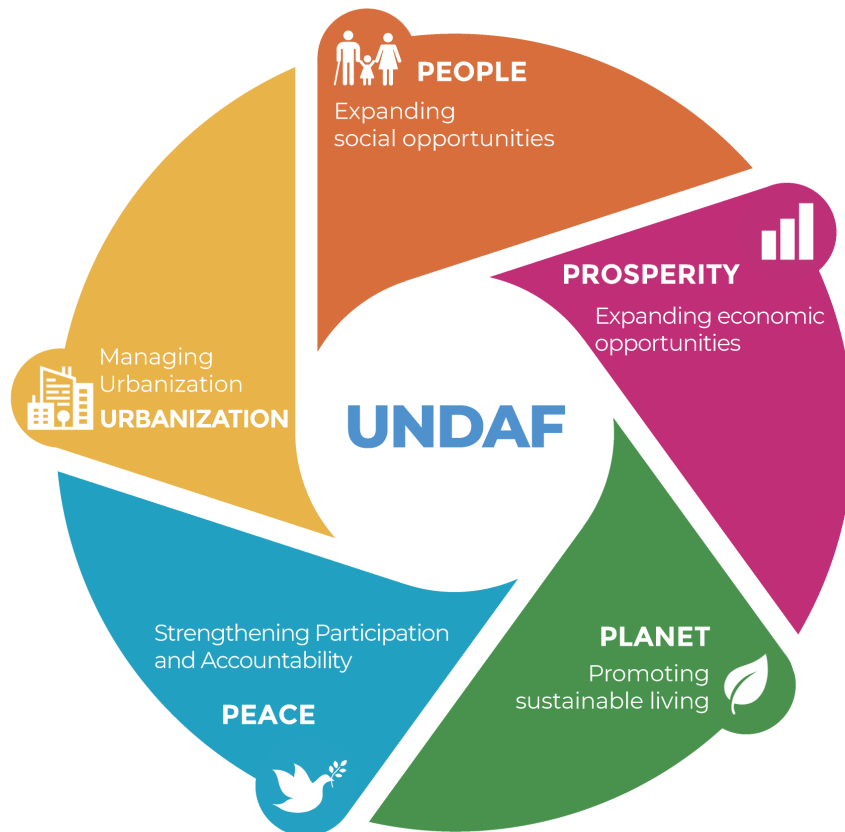 PEOPLE
Expanding
social opportunities
PROSPERITY
Expanding economic
opportunities
Managing
Urbanization
URBANIZATION
UNDAF
PLANET
Promoting
sustainable living
Strengthening Participation
and Accountability
PEACE